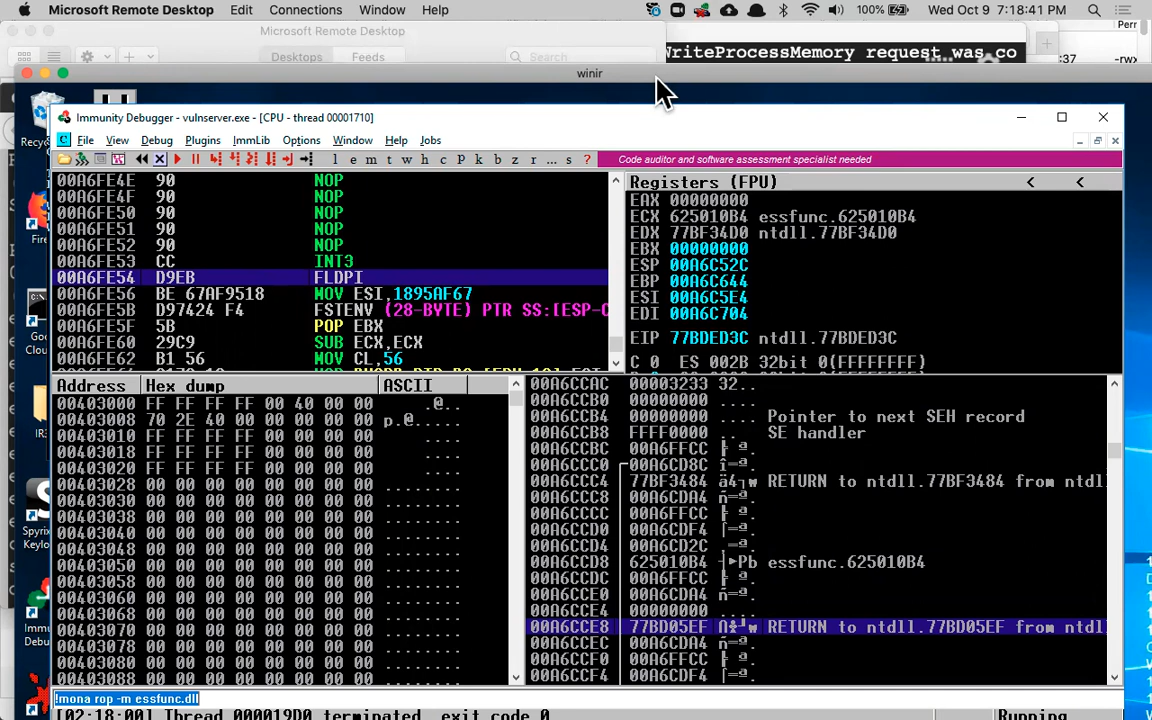 Microsoft Remote Desktop Edit Connections Window Help 100% Wed Oct 9 7:18:41 PM
Microsoft Remote Desktop
Desktops Feeds Search
WriteProcessMemory request was co
:37 -rwx
winir
Immunity Debugger - vulnserver.exe - [CPU - thread 00001710]
C File View Debug Plugins ImmLib Options Window Help Jobs
l e m t w h c p k b z r ... s ? Code auditor and software assessment specialist needed
00A6FE4E 90 NOP
00A6FE4F 90 NOP
00A6FE50 90 NOP
00A6FE51 90 NOP
00A6FE52 90 NOP
00A6FE53 CC INT3
00A6FE54 D9EB FLDPI
00A6FE56 BE 67AF9518 MOV ESI,1895AF67
00A6FE5B D97424 F4 FSTENV (28-BYTE) PTR SS:[ESP-C
00A6FE5F 5B POP EBX
00A6FE60 29C9 SUB ECX,ECX
00A6FE62 B1 56 MOV CL,56
Registers (FPU) < <
EAX 00000000
ECX 625010B4 essfunc.625010B4
EDX 77BF34D0 ntdll.77BF34D0
EBX 00000000
ESP 00A6C52C
EBP 00A6C644
ESI 00A6C5E4
EDI 00A6C704
EIP 77BDED3C ntdll.77BDED3C
C 0 ES 002B 32bit 0(FFFFFFFF)
Address Hex dump ASCII
00403000 FF FF FF FF 00 40 00 00 .@..
00403008 70 2E 40 00 00 00 00 00 p.@.....
00403010 FF FF FF FF 00 00 00 00 ....
00403018 FF FF FF FF 00 00 00 00 ....
00403020 FF FF FF FF 00 00 00 00 ....
00403028 00 00 00 00 00 00 00 00 ........
00403030 00 00 00 00 00 00 00 00 ........
00403038 00 00 00 00 00 00 00 00 ........
00403040 00 00 00 00 00 00 00 00 ........
00403048 00 00 00 00 00 00 00 00 ........
00403050 00 00 00 00 00 00 00 00 ........
00403058 00 00 00 00 00 00 00 00 ........
00403060 00 00 00 00 00 00 00 00 ........
00403068 00 00 00 00 00 00 00 00 ........
00403070 00 00 00 00 00 00 00 00 ........
00403078 00 00 00 00 00 00 00 00 ........
00403080 00 00 00 00 00 00 00 00 ........
00403088 00 00 00 00 00 00 00 00 ........
00A6CCAC 00003233 32..
00A6CCB0 00000000 ....
00A6CCB4 00000000 .... Pointer to next SEH record
00A6CCB8 FFFF0000 .. SE handler
00A6CCBC 00A6FFCC
00A6CCC0 00A6CD8C
00A6CCC4 77BF3484 RETURN to ntdll.77BF3484 from ntdl
00A6CCC8 00A6CDA4
00A6CCCC 00A6FFCC
00A6CCD0 00A6CDF4
00A6CCD4 00A6CD2C
00A6CCD8 625010B4 essfunc.625010B4
00A6CCDC 00A6FFCC
00A6CCE0 00A6CDA4
00A6CCE4 00000000 ....
00A6CCE8 77BD05EF RETURN to ntdll.77BD05EF from ntdl
00A6CCEC 00A6CDA4
00A6CCF0 00A6FFCC
00A6CCF4 00A6CDF4
!mona rop -m essfunc.dll
[02:18:00] Thread 000019D0 terminated, exit code 0 Running